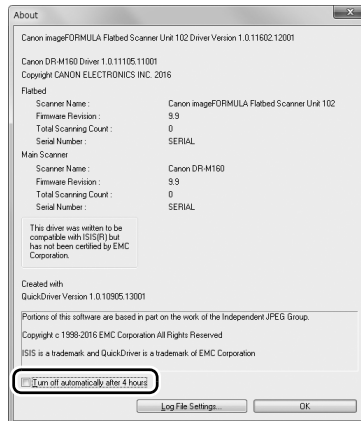 About
Canon imageFORMULA Flatbed Scanner Unit 102 Driver Version 1.0.11602.12001
Canon DR-M160 Driver 1.0.11105.11001
Copyright CANON ELECTRONICS INC. 2016
Flatbed
Scanner Name : Canon imageFORMULA Flatbed Scanner Unit 102
Firmware Revision : 9.9
Total Scanning Count : 0
Serial Number : SERIAL
Main Scanner
Scanner Name : Canon DR-M160
Firmware Revision : 9.9
Total Scanning Count : 0
Serial Number : SERIAL
This driver was written to be
compatible with ISIS(R) but
has not been certified by EMC
Corporation.
Created with
QuickDriver Version 1.0.10905.13001
Portions of this software are based in part on the work of the Independent JPEG Group.
Copyright c 1998-2016 EMC Corporation All Rights Reserved
ISIS is a trademark and QuickDriver is a trademark of EMC Corporation
Turn off automatically after 4 hours
Log File Settings... OK